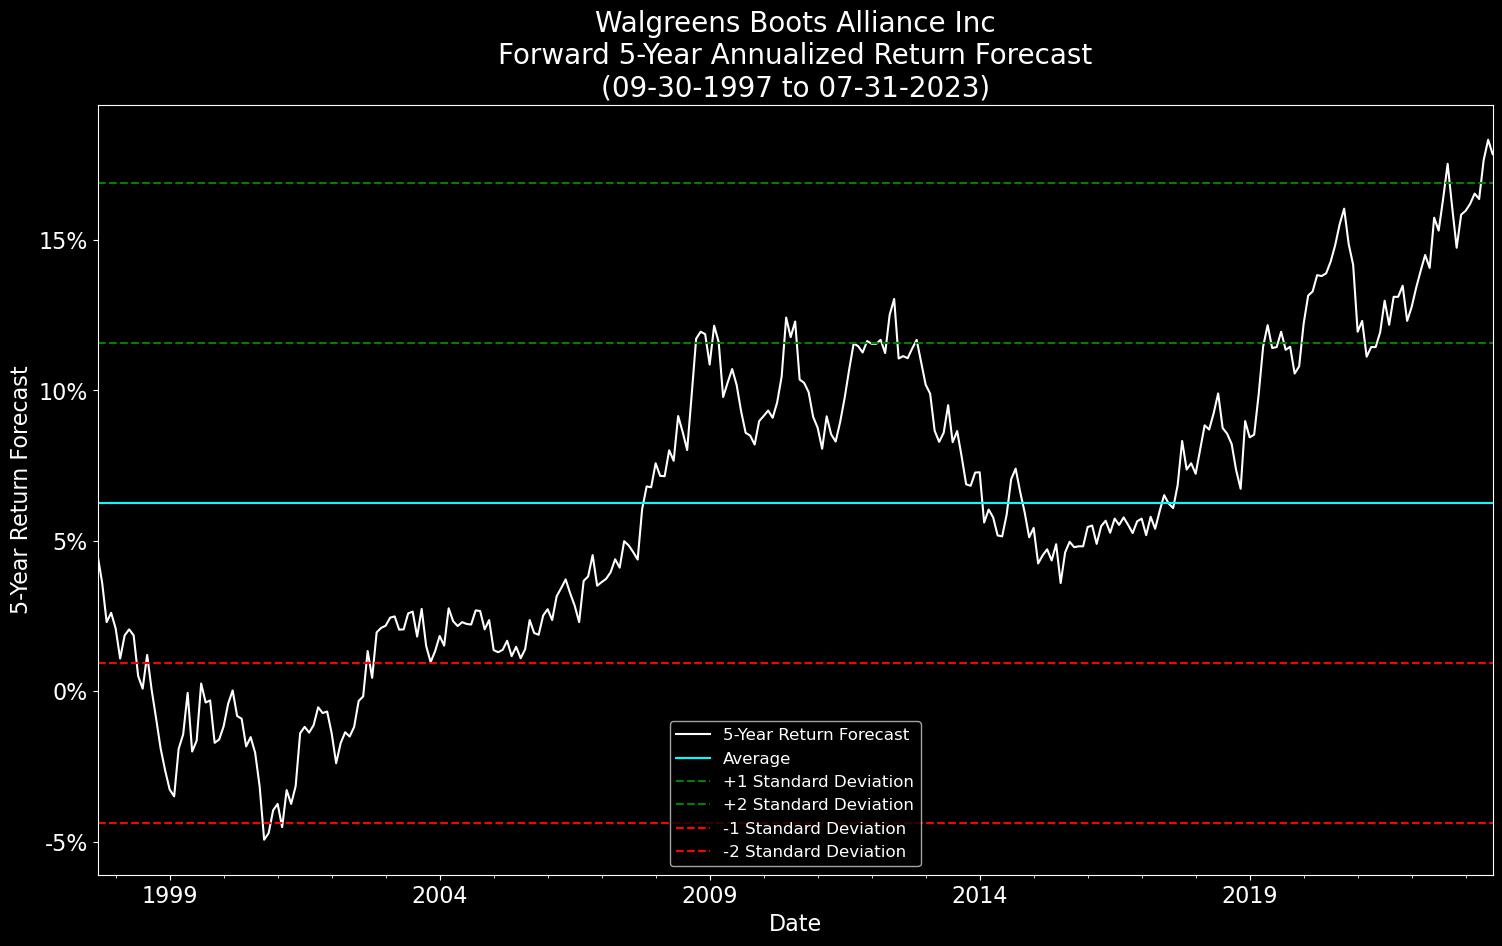 Walgreens Boots Alliance Inc
Forward 5-Year Annualized Return Forecast
(09-30-1997 to 07-31-2023)
5-Year Return Forecast
15%
10%
5%
0%
-5%
5-Year Return Forecast
Average
+1 Standard Deviation
+2 Standard Deviation
-1 Standard Deviation
-2 Standard Deviation
1999 2004 2009 2014 2019
Date